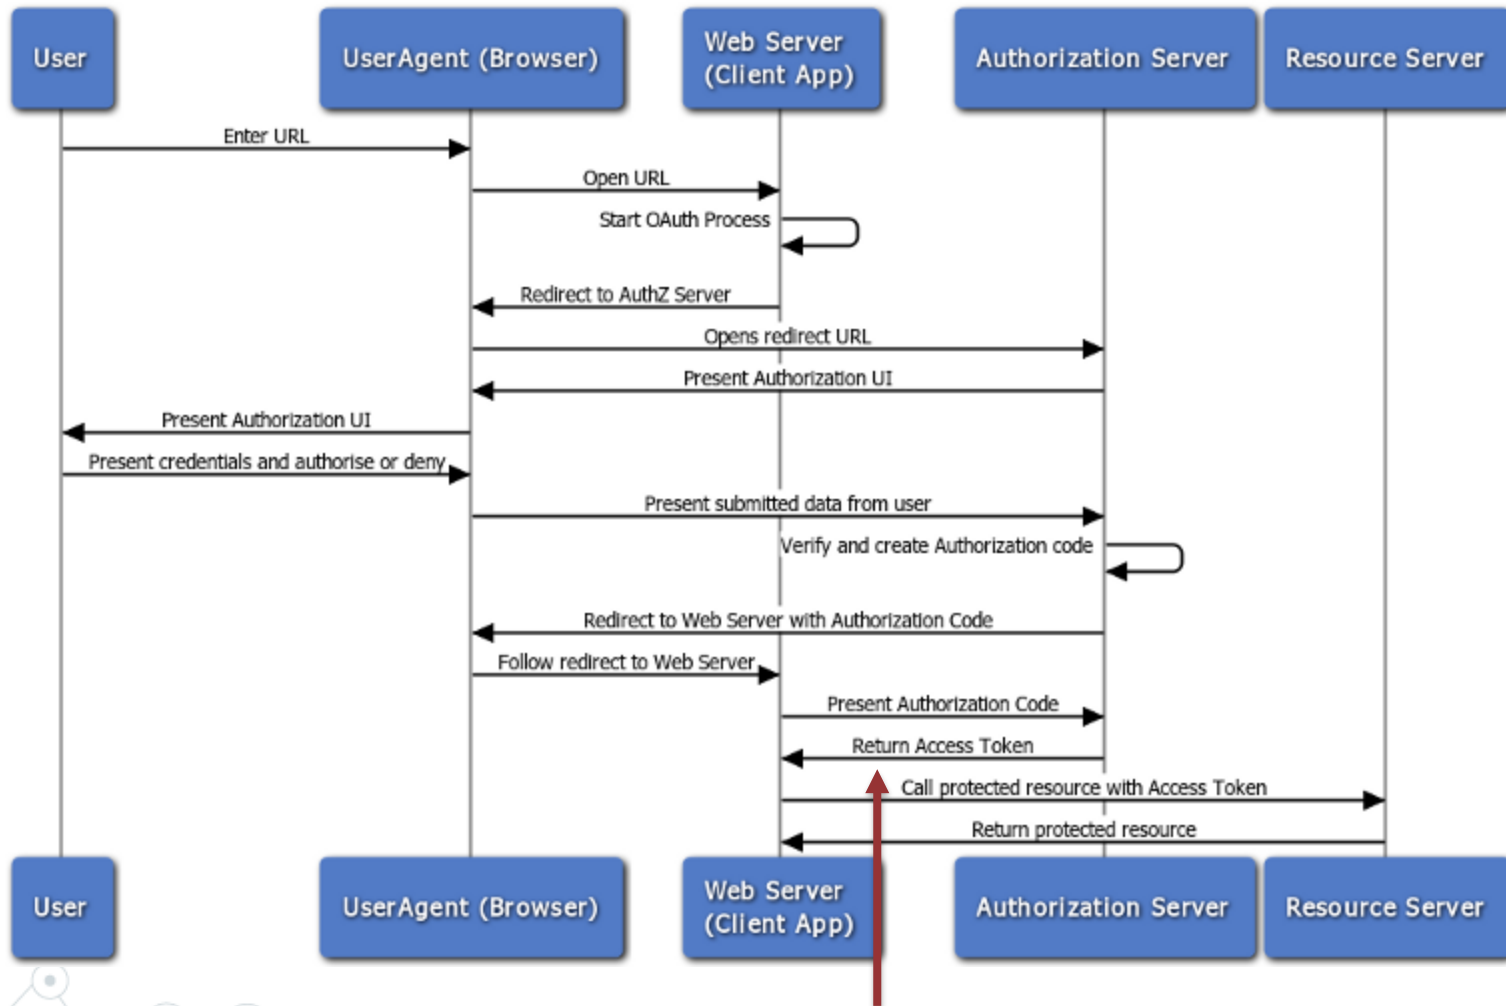 User
UserAgent (Browser)
Web Server
(Client App)
Authorization Server
Resource Server
Enter URL
Open URL
Start OAuth Process
Redirect to AuthZ Server
Opens redirect URL
Present Authorization UI
Present Authorization UI
Present credentials and authorise or deny
Present submitted data from user
Verify and create Authorization code
Redirect to Web Server with Authorization Code
Follow redirect to Web Server
Present Authorization Code
Return Access Token
Call protected resource with Access Token
Return protected resource
User
UserAgent (Browser)
Web Server
(Client App)
Authorization Server
Resource Server